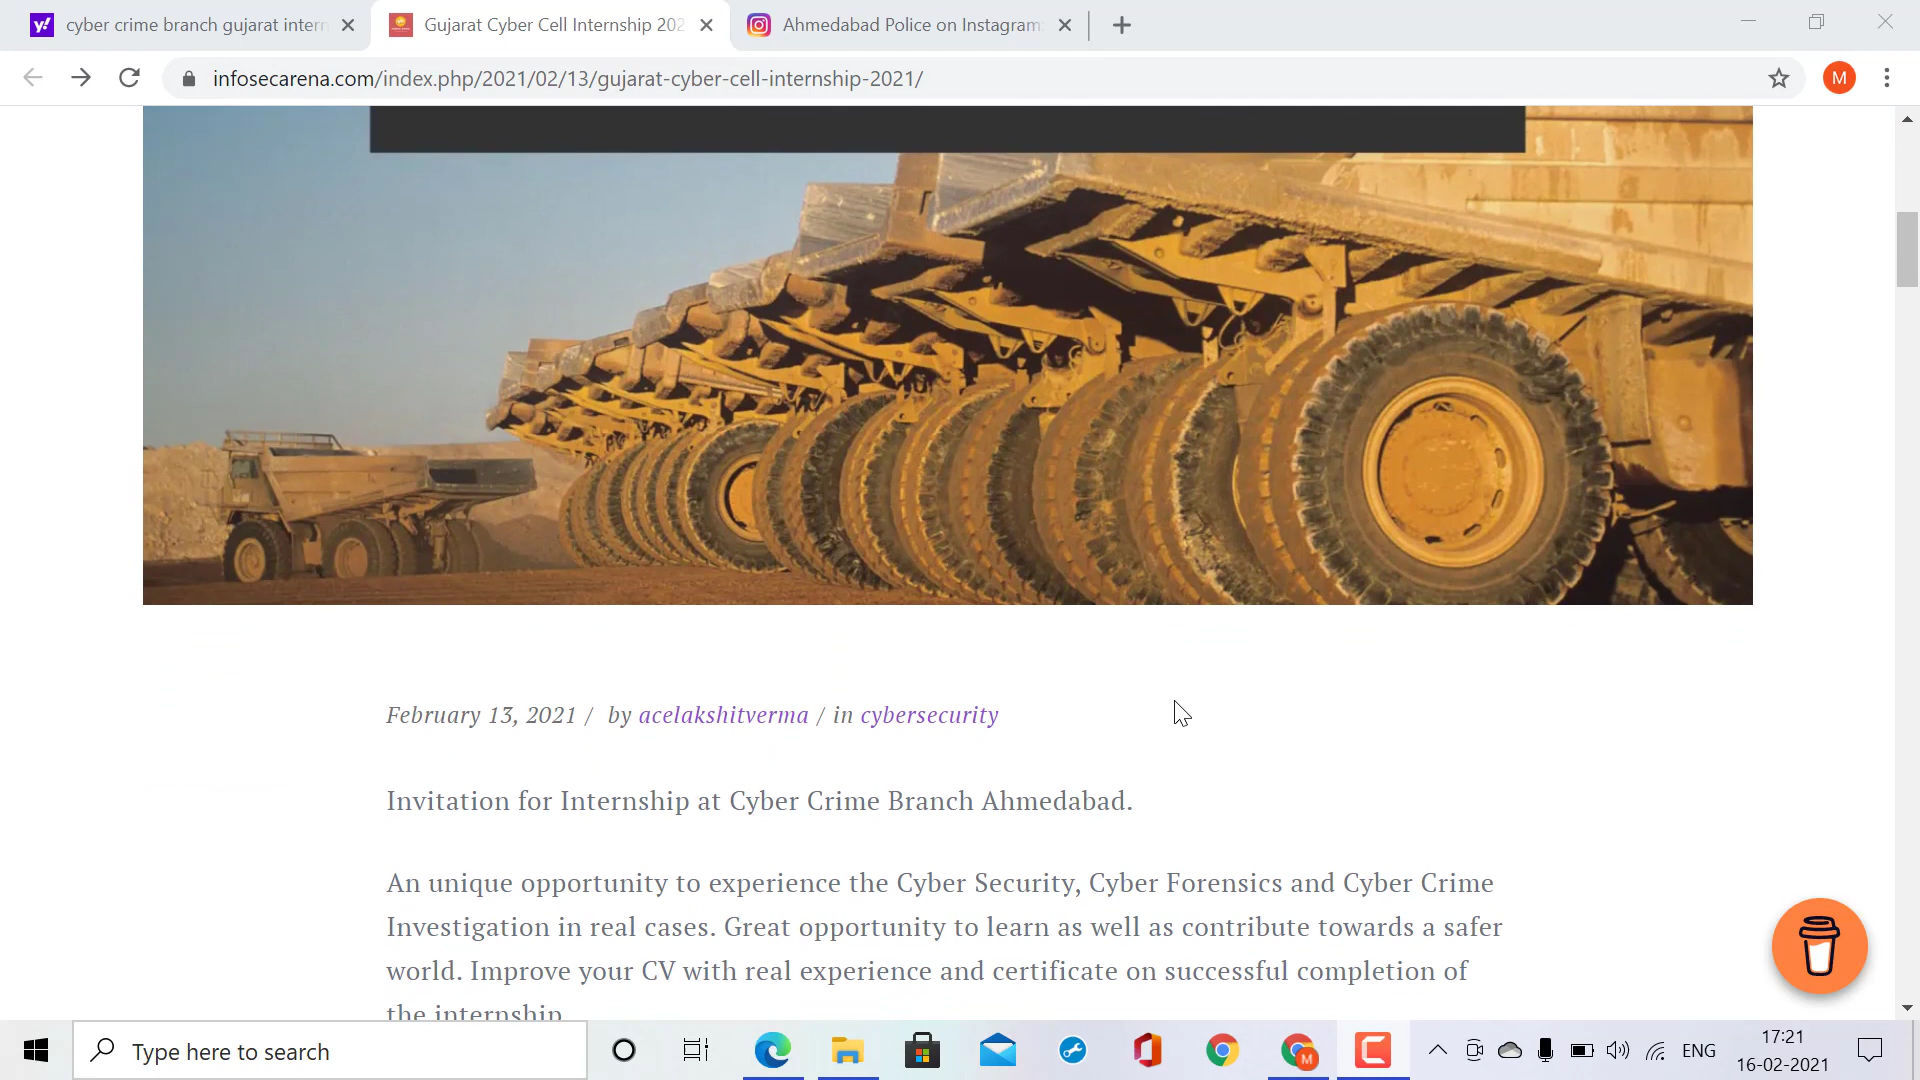 cyber crime branch gujarat intern
Gujarat Cyber Cell Internship 202
Ahmedabad Police on Instagram:
infosecarena.com/index.php/2021/02/13/gujarat-cyber-cell-internship-2021/
M
February 13, 2021 / by acelakshitverma / in cybersecurity
Invitation for Internship at Cyber Crime Branch Ahmedabad.
An unique opportunity to experience the Cyber Security, Cyber Forensics and Cyber Crime
Investigation in real cases. Great opportunity to learn as well as contribute towards a safer
world. Improve your CV with real experience and certificate on successful completion of
the internship.
Type here to search
M
ENG
17:21
16-02-2021